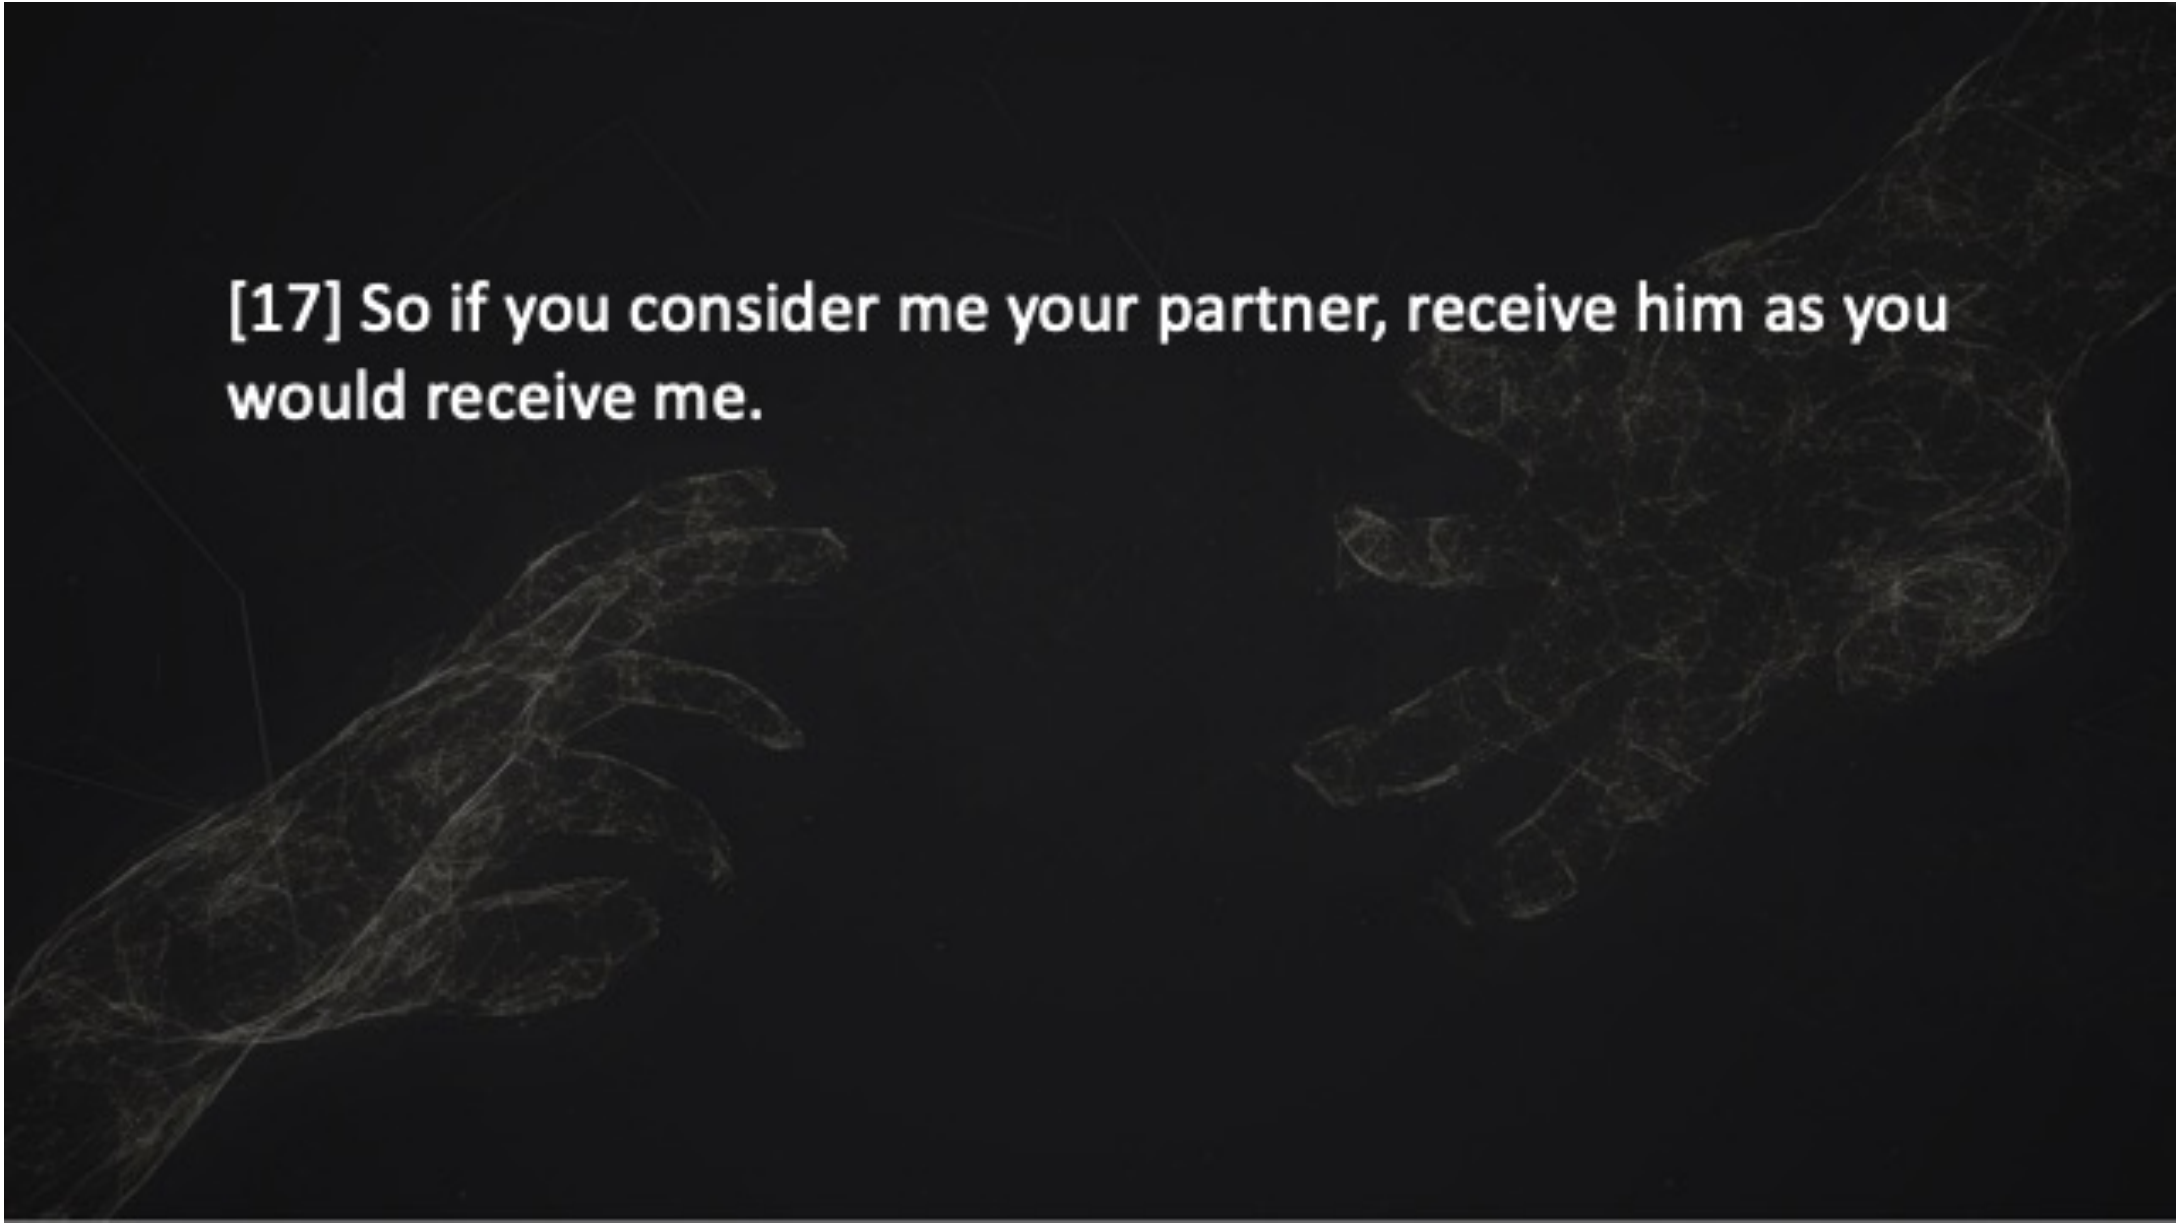 [17] So if you consider me your partner, receive him as you
would receive me.